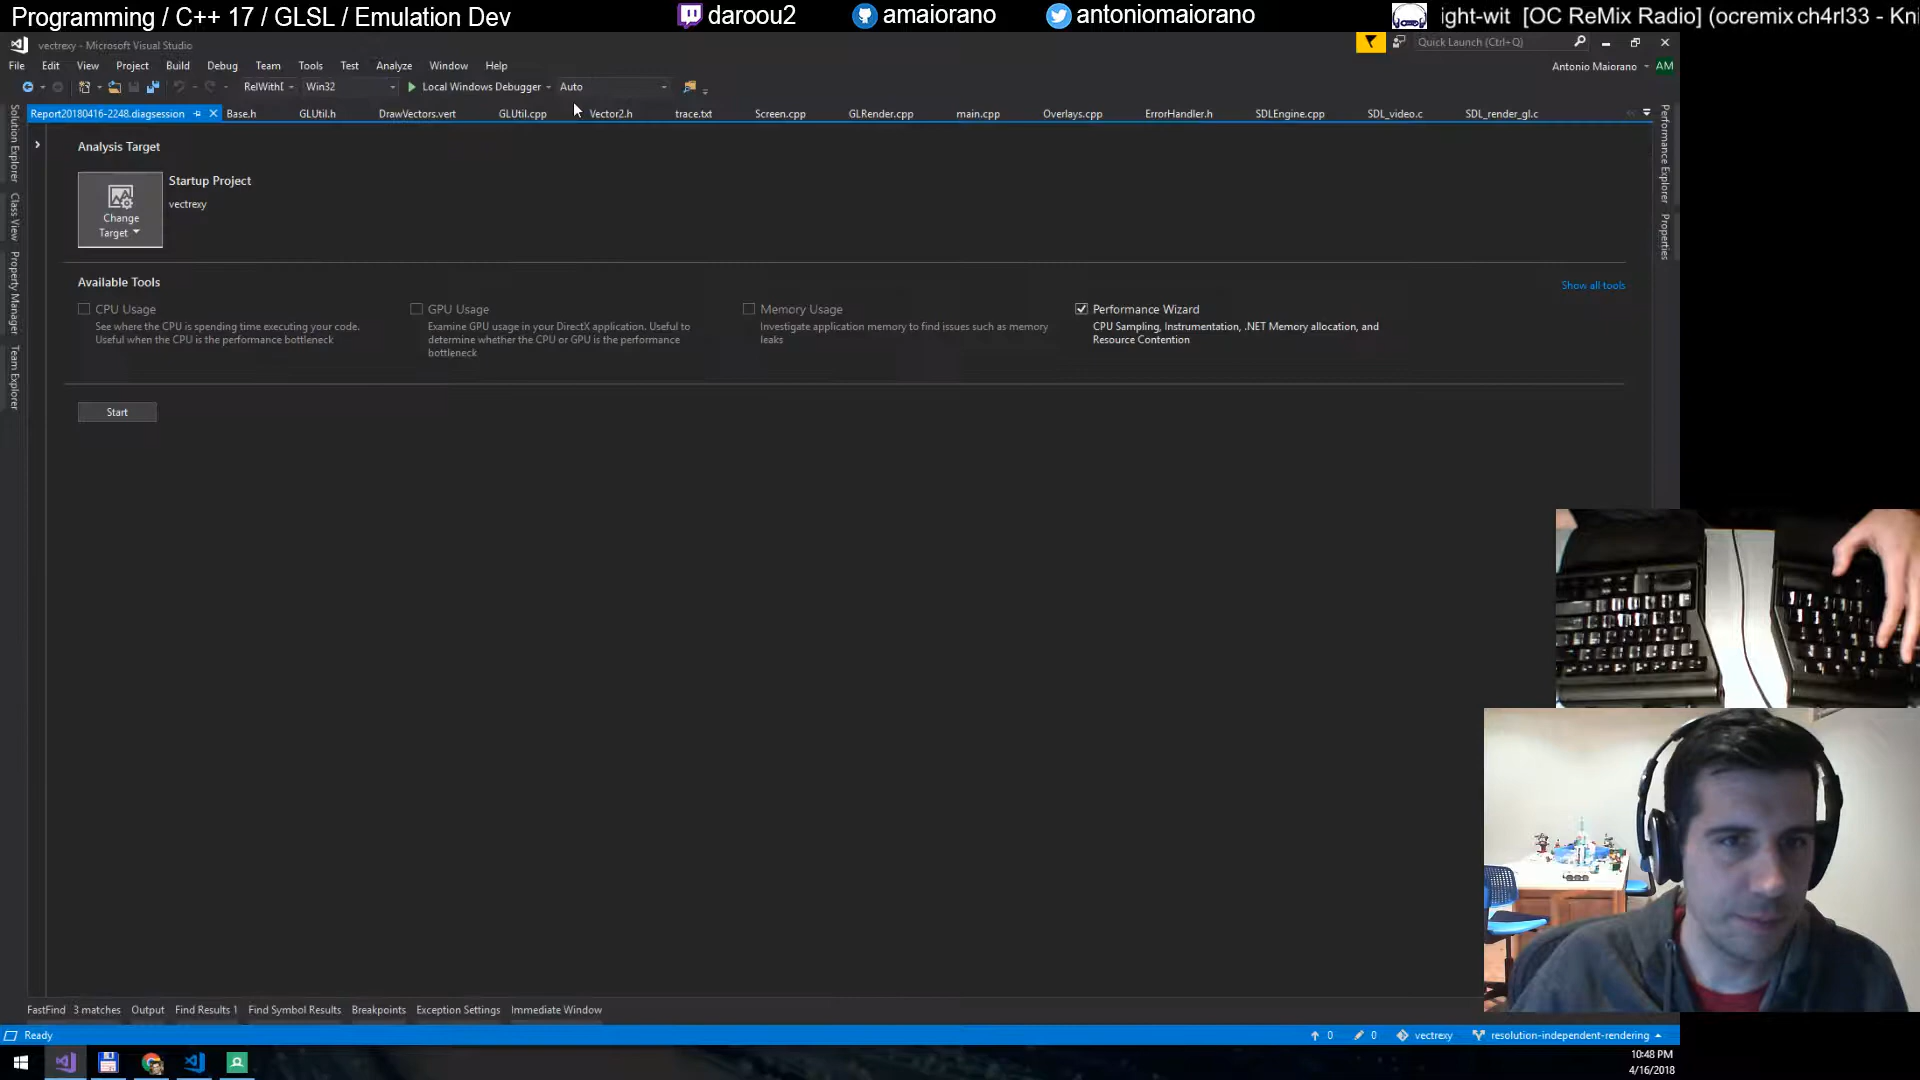 Programming / C++ 17 / GLSL / Emulation Dev
daroou2
amaiorano
antoniomaiorano
ight-wit [OC ReMix Radio] (ocremix ch4rl33 - Kni
vectrexy - Microsoft Visual Studio
Quick Launch (Ctrl+Q)
File Edit View Project Build Debug Team Tools Test Analyze Window Help
Antonio Maiorano AM
RelWithI Win32 Local Windows Debugger Auto
Report20180416-2248.diagsession Base.h GLUtil.h DrawVectors.vert GLUtil.cpp Vector2.h trace.txt Screen.cpp GLRender.cpp main.cpp Overlays.cpp ErrorHandler.h SDLEngine.cpp SDL_video.c SDL_render_gl.c
Solution Explorer
Class View
Property Manager
Team Explorer
Performance Explorer
Properties
Analysis Target
Change
Target
Startup Project
vectrexy
Available Tools
Show all tools
CPU Usage
See where the CPU is spending time executing your code.
Useful when the CPU is the performance bottleneck
GPU Usage
Examine GPU usage in your DirectX application. Useful to
determine whether the CPU or GPU is the performance
bottleneck
Memory Usage
Investigate application memory to find issues such as memory
leaks
Performance Wizard
CPU Sampling, Instrumentation, .NET Memory allocation, and
Resource Contention
Start
FastFind 3 matches Output Find Results 1 Find Symbol Results Breakpoints Exception Settings Immediate Window
Ready
0 0 vectrexy resolution-independent-rendering
10:48 PM
4/16/2018